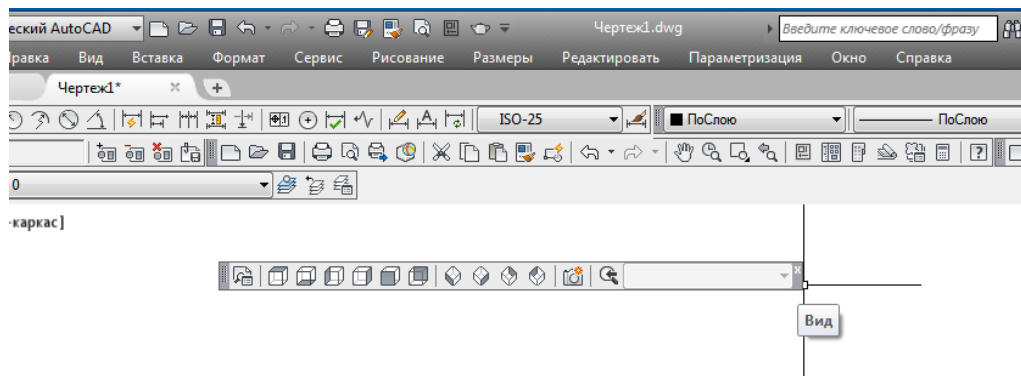 еский AutoCAD Чертеж1.dwg Введите ключевое слово/фразу
Правка Вид Вставка Формат Сервис Рисование Размеры Редактировать Параметризация Окно Справка
Чертеж1*
ISO-25 ПоСлою ПоСлою
0
-каркас]
Вид